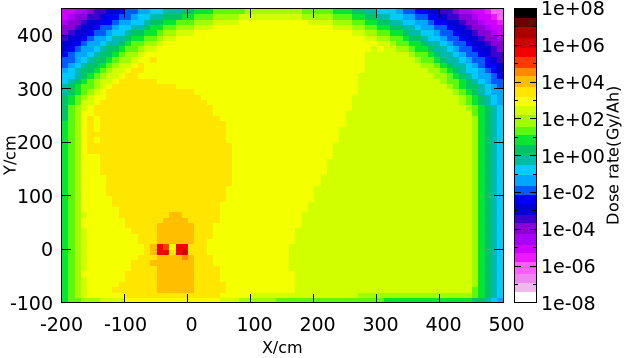 400
300
200
100
0
-100
Y/cm
-200 -100 0 100 200 300 400 500
X/cm
1e+08
1e+06
1e+04
1e+02
1e+00
1e-02
1e-04
1e-06
1e-08
Dose rate(Gy/Ah)